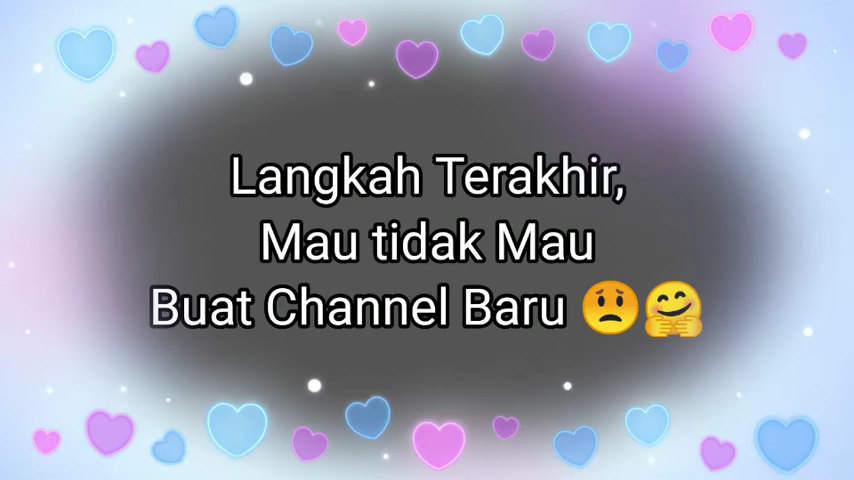 Langkah Terakhir,
Mau tidak Mau
Buat Channel Baru 😟🤗